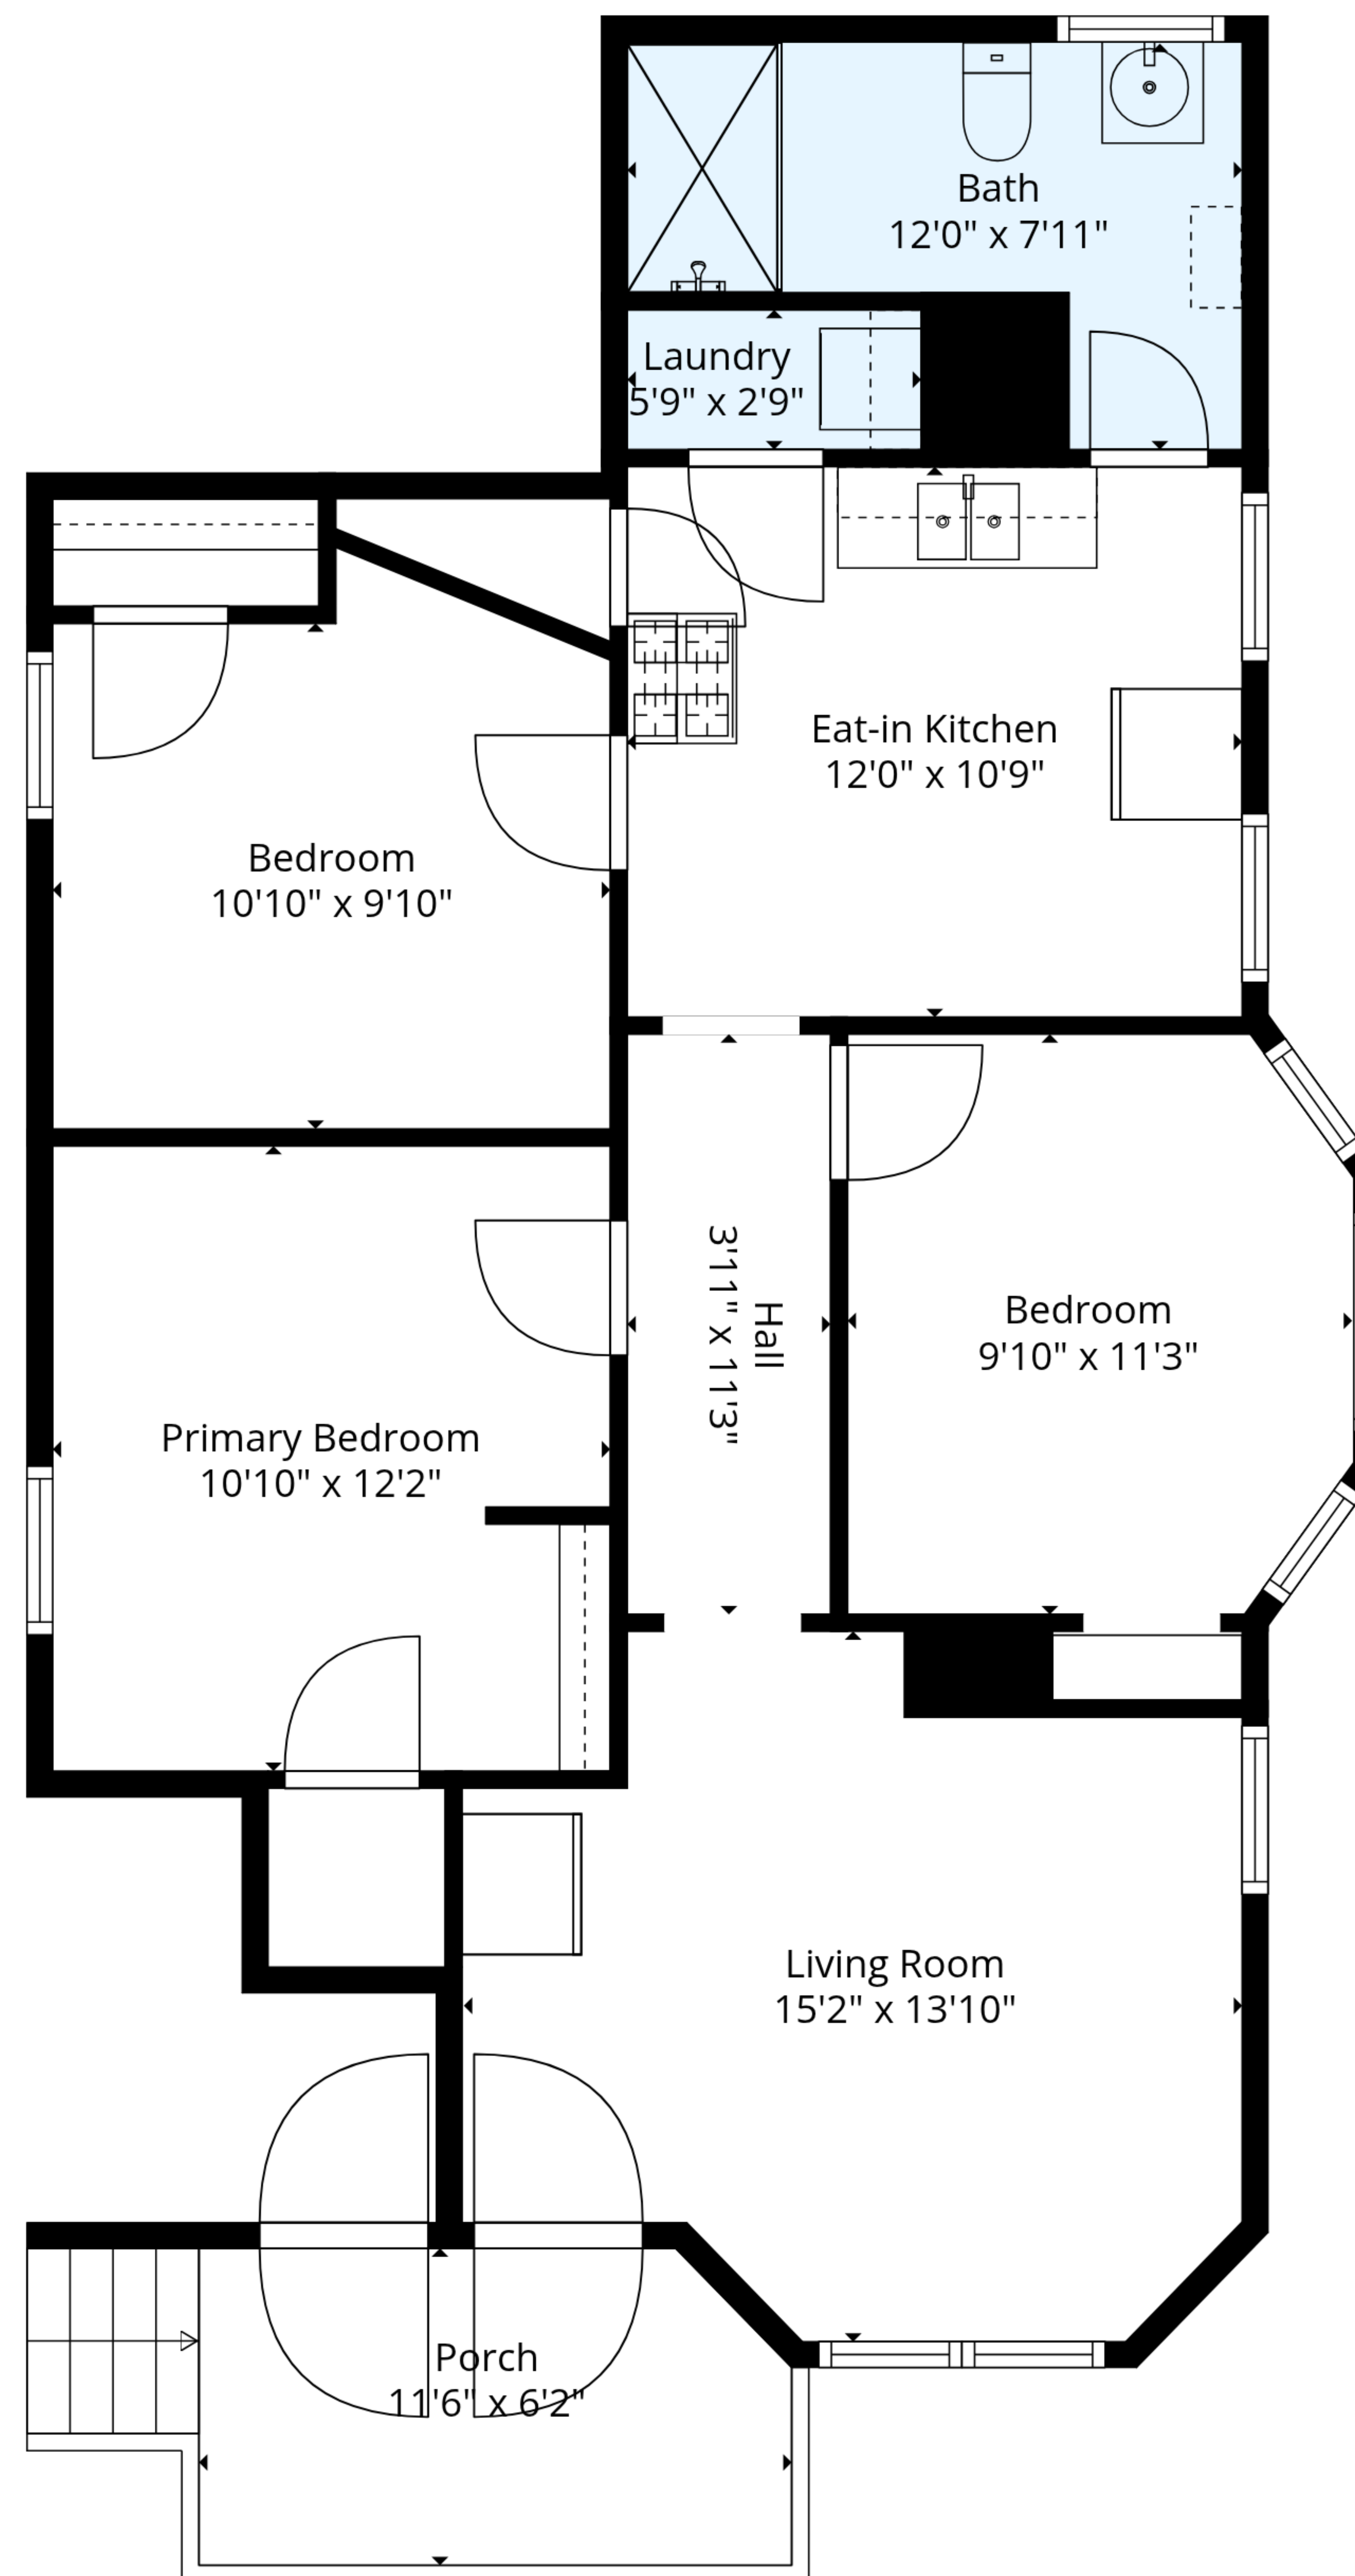 Bath
12'0" x 7'11"
Laundry
5'9" x 2'9"
Eat-in Kitchen
12'0" x 10'9"
Bedroom
10'10" x 9'10"
Hall
3'11" x 11'3"
Bedroom
9'10" x 11'3"
Primary Bedroom
10'10" x 12'2"
Living Room
15'2" x 13'10"
Porch
11'6" x 6'2"